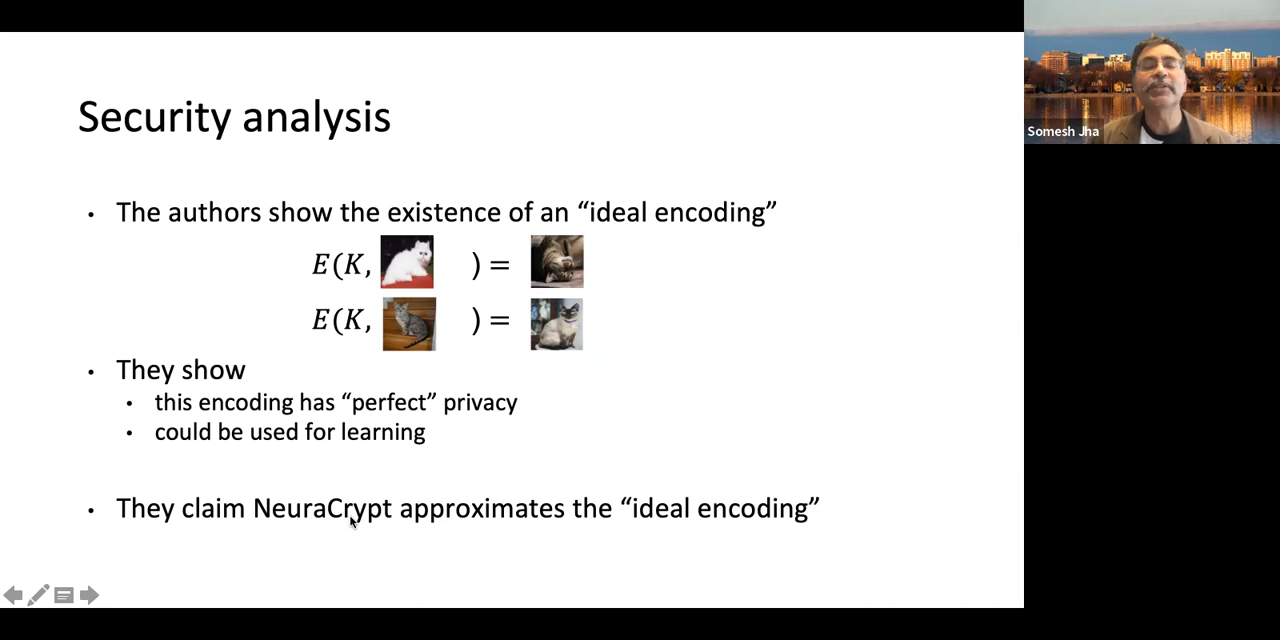 Security analysis
• The authors show the existence of an “ideal encoding”
E(K, ) =
E(K, ) =
• They show
• this encoding has “perfect” privacy
• could be used for learning
• They claim NeuraCrypt approximates the “ideal encoding”
Somesh Jha